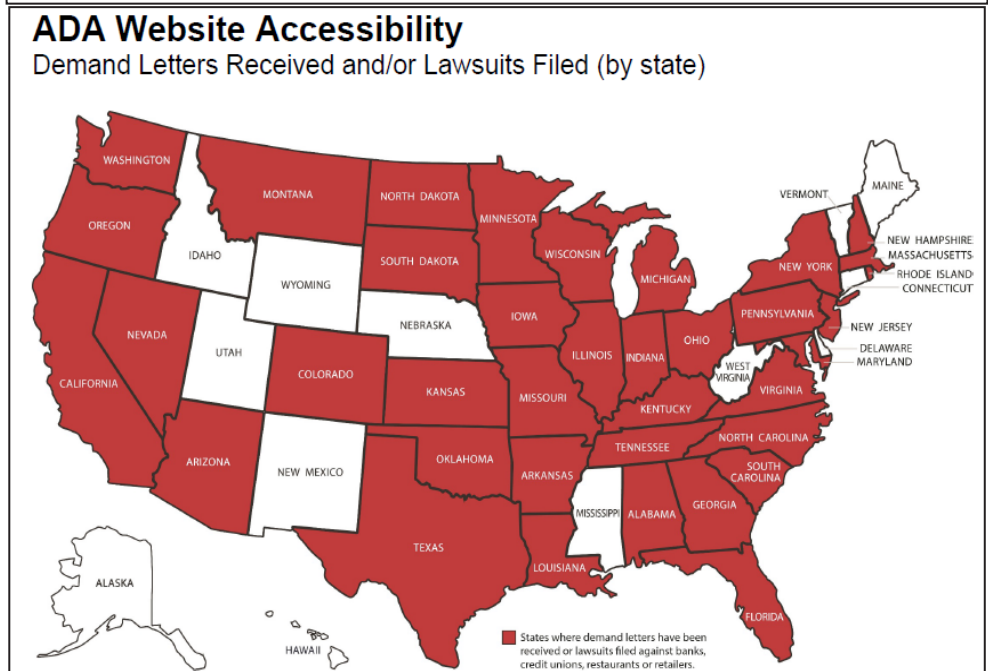 ADA Website Accessibility
Demand Letters Received and/or Lawsuits Filed (by state)
WASHINGTON
MONTANA
NORTH DAKOTA
MINNESOTA
VERMONT
MAINE
OREGON
IDAHO
SOUTH DAKOTA
WISCONSIN
MICHIGAN
NEW YORK
NEW HAMPSHIRE
MASSACHUSETTS
RHODE ISLAND
CONNECTICUT
WYOMING
IOWA
PENNSYLVANIA
NEVADA
NEBRASKA
NEW JERSEY
UTAH
ILLINOIS
INDIANA
OHIO
DELAWARE
MARYLAND
CALIFORNIA
COLORADO
KANSAS
MISSOURI
WEST
VIRGINIA
VIRGINIA
KENTUCKY
ARIZONA
NEW MEXICO
OKLAHOMA
ARKANSAS
TENNESSEE
NORTH CAROLINA
SOUTH
CAROLINA
MISSISSIPPI
ALABAMA
GEORGIA
TEXAS
LOUISIANA
ALASKA
FLORIDA
HAWAII
States where demand letters have been
received or lawsuits filed against banks,
credit unions, restaurants or retailers.